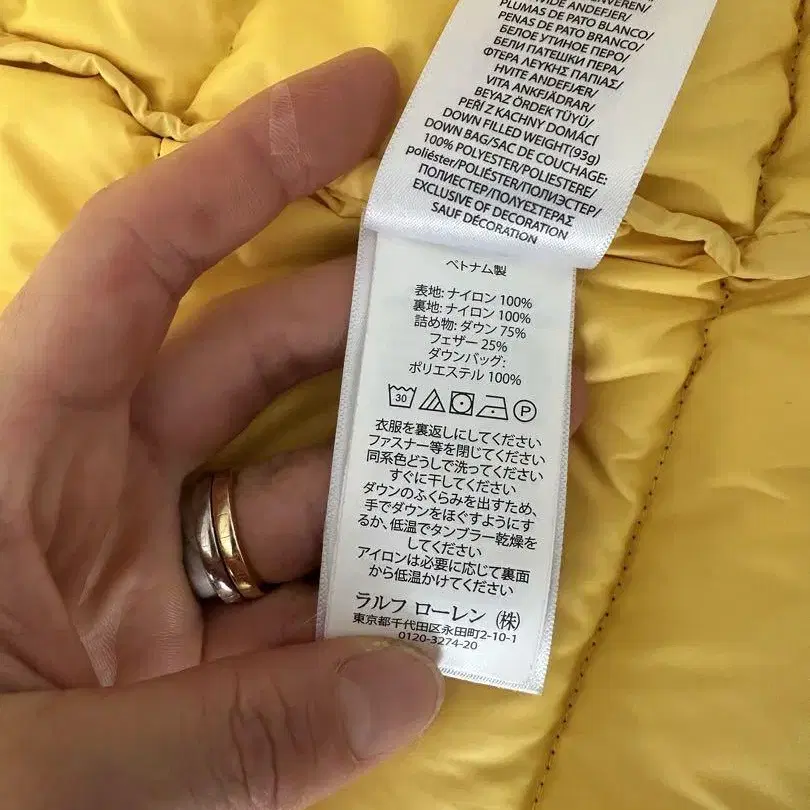 VIDE ANDEFJER/
PLUMAS DE PATO BLANCO/
PENAS DE PATO BRANCO/
БЕЛОЕ УТИНОЕ ПЕРО/
БЕЛИ ПАТЕШКИ ПЕРА/
ΦΤΕΡΑ ΛΕΥΚΗΣ ΠΑΠΙΑΣ/
HVITE ANDEFJÆR/
VITA ANKFJÄDRAR/
BEYAZ ÖRDEK TÜYÜ/
PEŘÍ Z KACHNY DOMÁCÍ
DOWN FILLED WEIGHT(93g)
DOWN BAG/SAC DE COUCHAGE:
100% POLYESTER/POLIESTERE/
poliéster/POLIÉSTER/ПОЛИЭСТЕР/
ПОЛИЕСТЕР/ΠΟΛΥΕΣΤΕΡΑΣ
EXCLUSIVE OF DECORATION
SAUF DÉCORATION
ベトナム製
表地: ナイロン 100%
裏地: ナイロン 100%
詰め物: ダウン 75%
フェザー 25%
ダウンバッグ:
ポリエステル 100%
30 P
衣服を裏返しにしてください
ファスナー等を閉じてください
同系色どうしで洗ってください
すぐに干してください
ダウンのふくらみを出すため、
手でダウンをほぐすようにす
るか、低温でタンブラー乾燥を
してください
アイロンは必要に応じて裏面
から低温かけてください
ラルフ ローレン (株)
東京都千代田区永田町2-10-1
0120-3274-20